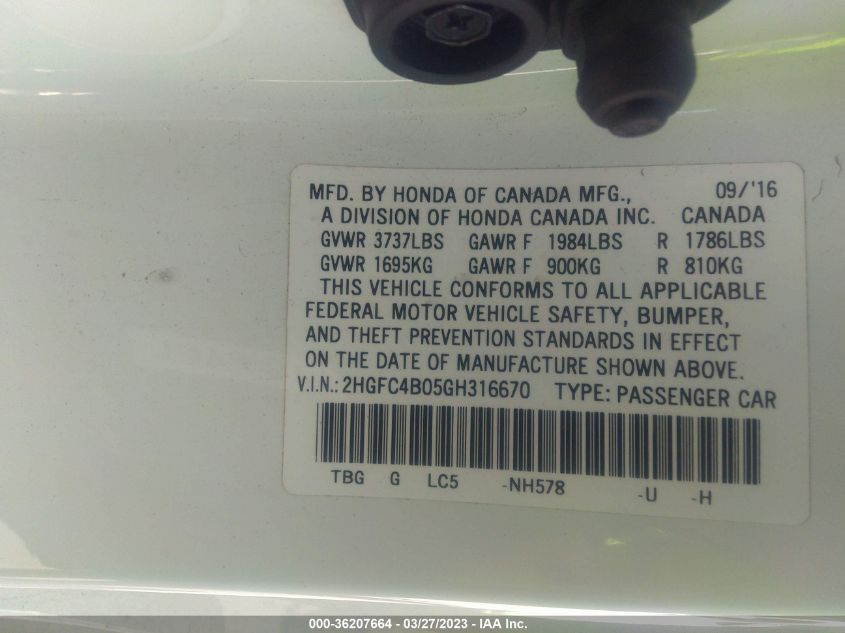 MFD. BY HONDA OF CANADA MFG., 09/'16
A DIVISION OF HONDA CANADA INC. CANADA
GVWR 3737LBS GAWR F 1984LBS R 1786LBS
GVWR 1695KG GAWR F 900KG R 810KG
THIS VEHICLE CONFORMS TO ALL APPLICABLE
FEDERAL MOTOR VEHICLE SAFETY, BUMPER,
AND THEFT PREVENTION STANDARDS IN EFFECT
ON THE DATE OF MANUFACTURE SHOWN ABOVE.
V.I.N.: 2HGFC4B05GH316670 TYPE: PASSENGER CAR
TBG G LC5 -NH578 -U -H
000-36207664 - 03/27/2023 - IAA Inc.